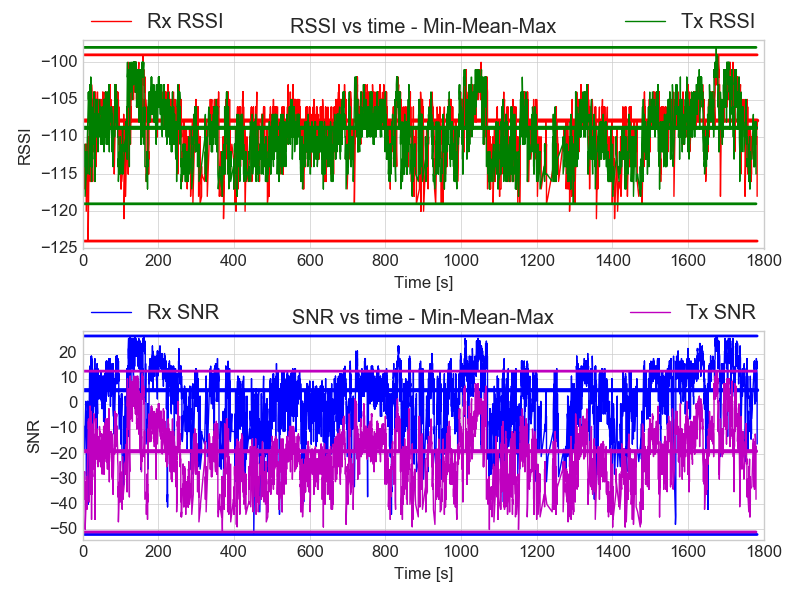 Rx RSSI RSSI vs time - Min-Mean-Max Tx RSSI
−100
−105
−110
−115
−120
−125
RSSI
0 200 400 600 800 1000 1200 1400 1600 1800
Time [s]
Rx SNR SNR vs time - Min-Mean-Max Tx SNR
20
10
0
−10
−20
−30
−40
−50
SNR
0 200 400 600 800 1000 1200 1400 1600 1800
Time [s]